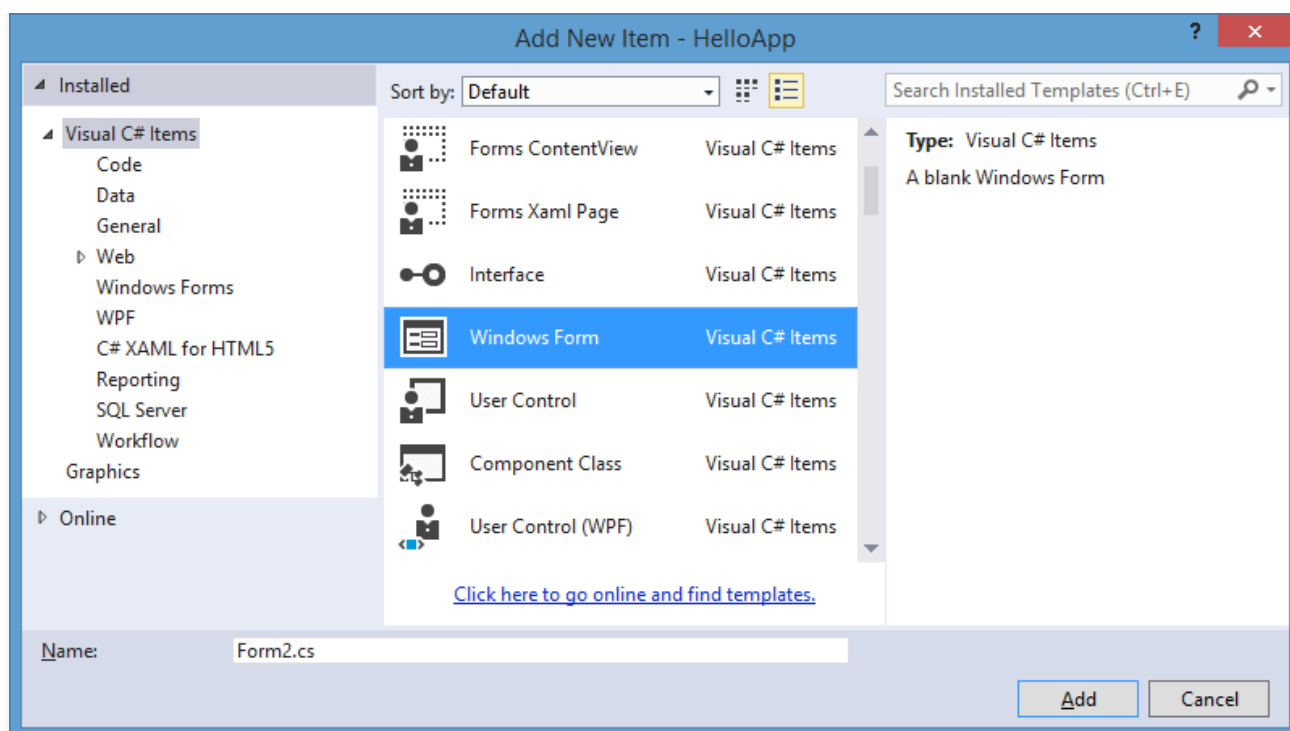 Add New Item - HelloApp
?
Installed
Sort by: Default
Search Installed Templates (Ctrl+E)
Visual C# Items
Code
Data
General
Web
Windows Forms
WPF
C# XAML for HTML5
Reporting
SQL Server
Workflow
Graphics
Online
Forms ContentView Visual C# Items
Forms Xaml Page Visual C# Items
Interface Visual C# Items
Windows Form Visual C# Items
User Control Visual C# Items
Component Class Visual C# Items
User Control (WPF) Visual C# Items
Click here to go online and find templates.
Type: Visual C# Items
A blank Windows Form
Name: Form2.cs
Add Cancel